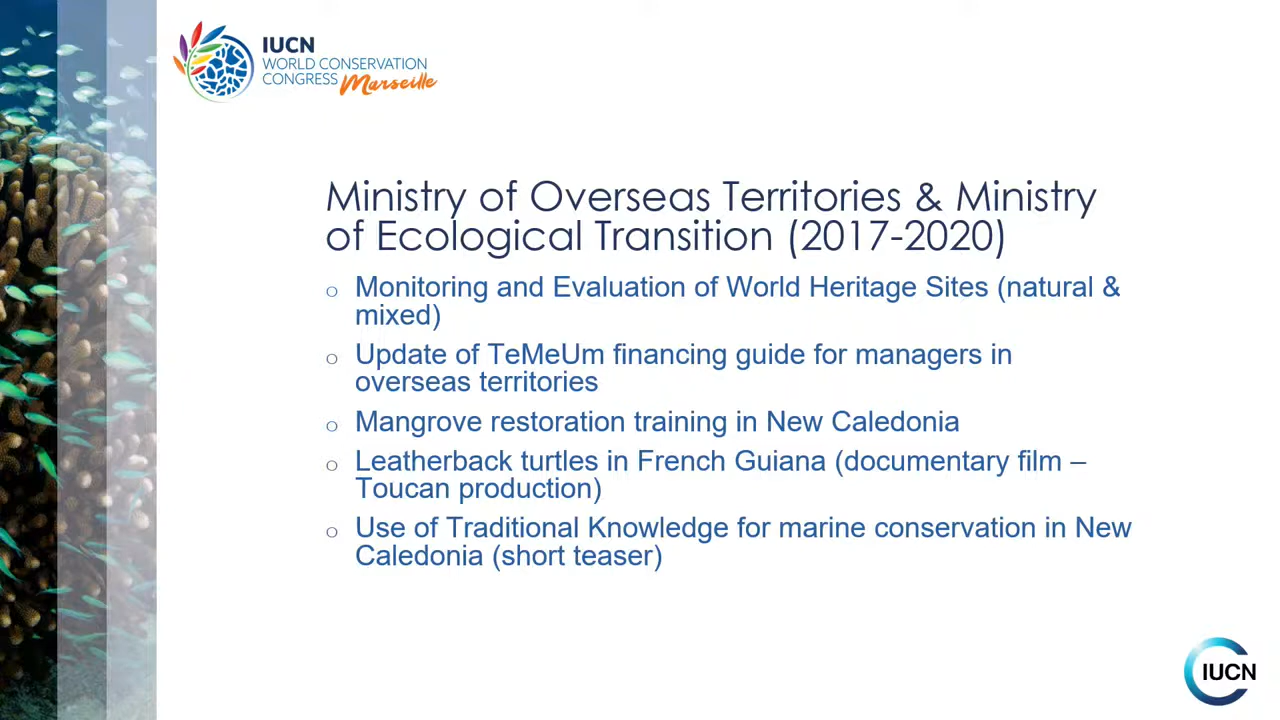 IUCN
WORLD CONSERVATION
CONGRESS Marseille
Ministry of Overseas Territories & Ministry
of Ecological Transition (2017-2020)
o Monitoring and Evaluation of World Heritage Sites (natural &
mixed)
o Update of TeMeUm financing guide for managers in
overseas territories
o Mangrove restoration training in New Caledonia
o Leatherback turtles in French Guiana (documentary film –
Toucan production)
o Use of Traditional Knowledge for marine conservation in New
Caledonia (short teaser)
IUCN